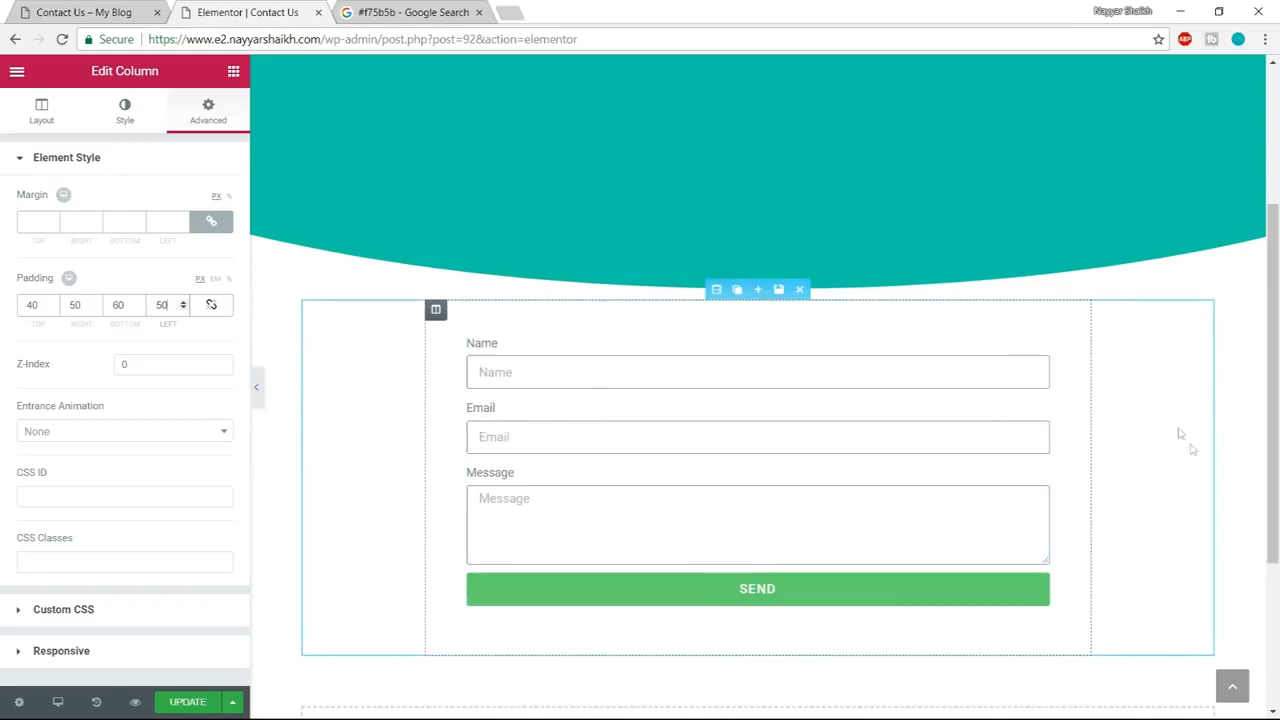 Contact Us – My Blog
Elementor | Contact Us
#f75b5b - Google Search
Nayyar Shaikh
Secure
https://www.e2.nayyarshaikh.com/wp-admin/post.php?post=92&action=elementor
ABP
Edit Column
Layout
Style
Advanced
Element Style
Margin
PX %
TOP RIGHT BOTTOM LEFT
Padding
PX EM %
40 50 60 50
TOP RIGHT BOTTOM LEFT
Z-Index
0
Entrance Animation
None
CSS ID
CSS Classes
Custom CSS
Responsive
UPDATE
Name
Name
Email
Email
Message
Message
SEND